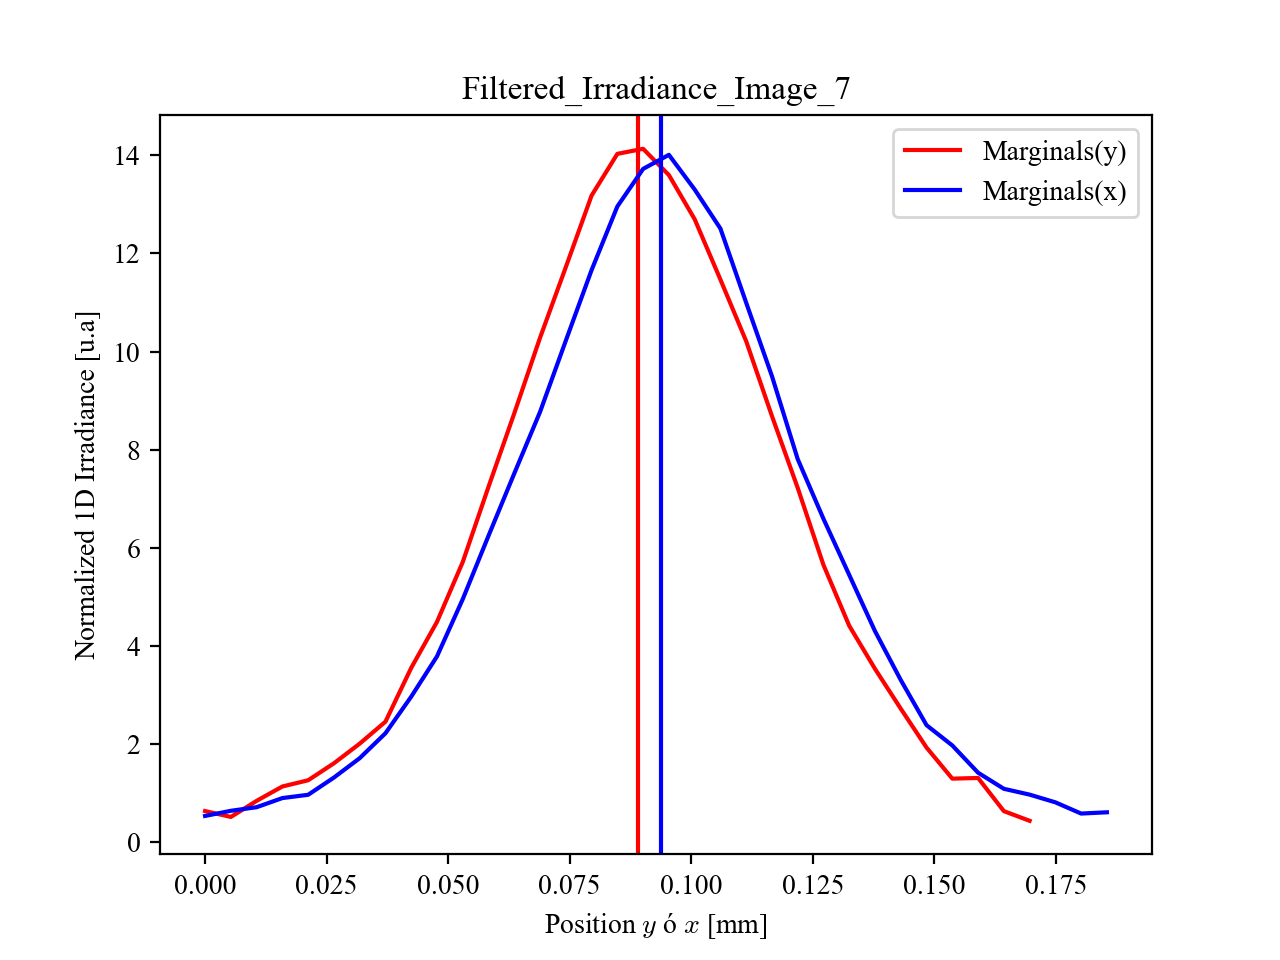 Filtered_Irradiance_Image_7
Marginals(y)
Marginals(x)
Normalized 1D Irradiance [u.a]
14
12
10
8
6
4
2
0
0.000 0.025 0.050 0.075 0.100 0.125 0.150 0.175
Position y ó x [mm]